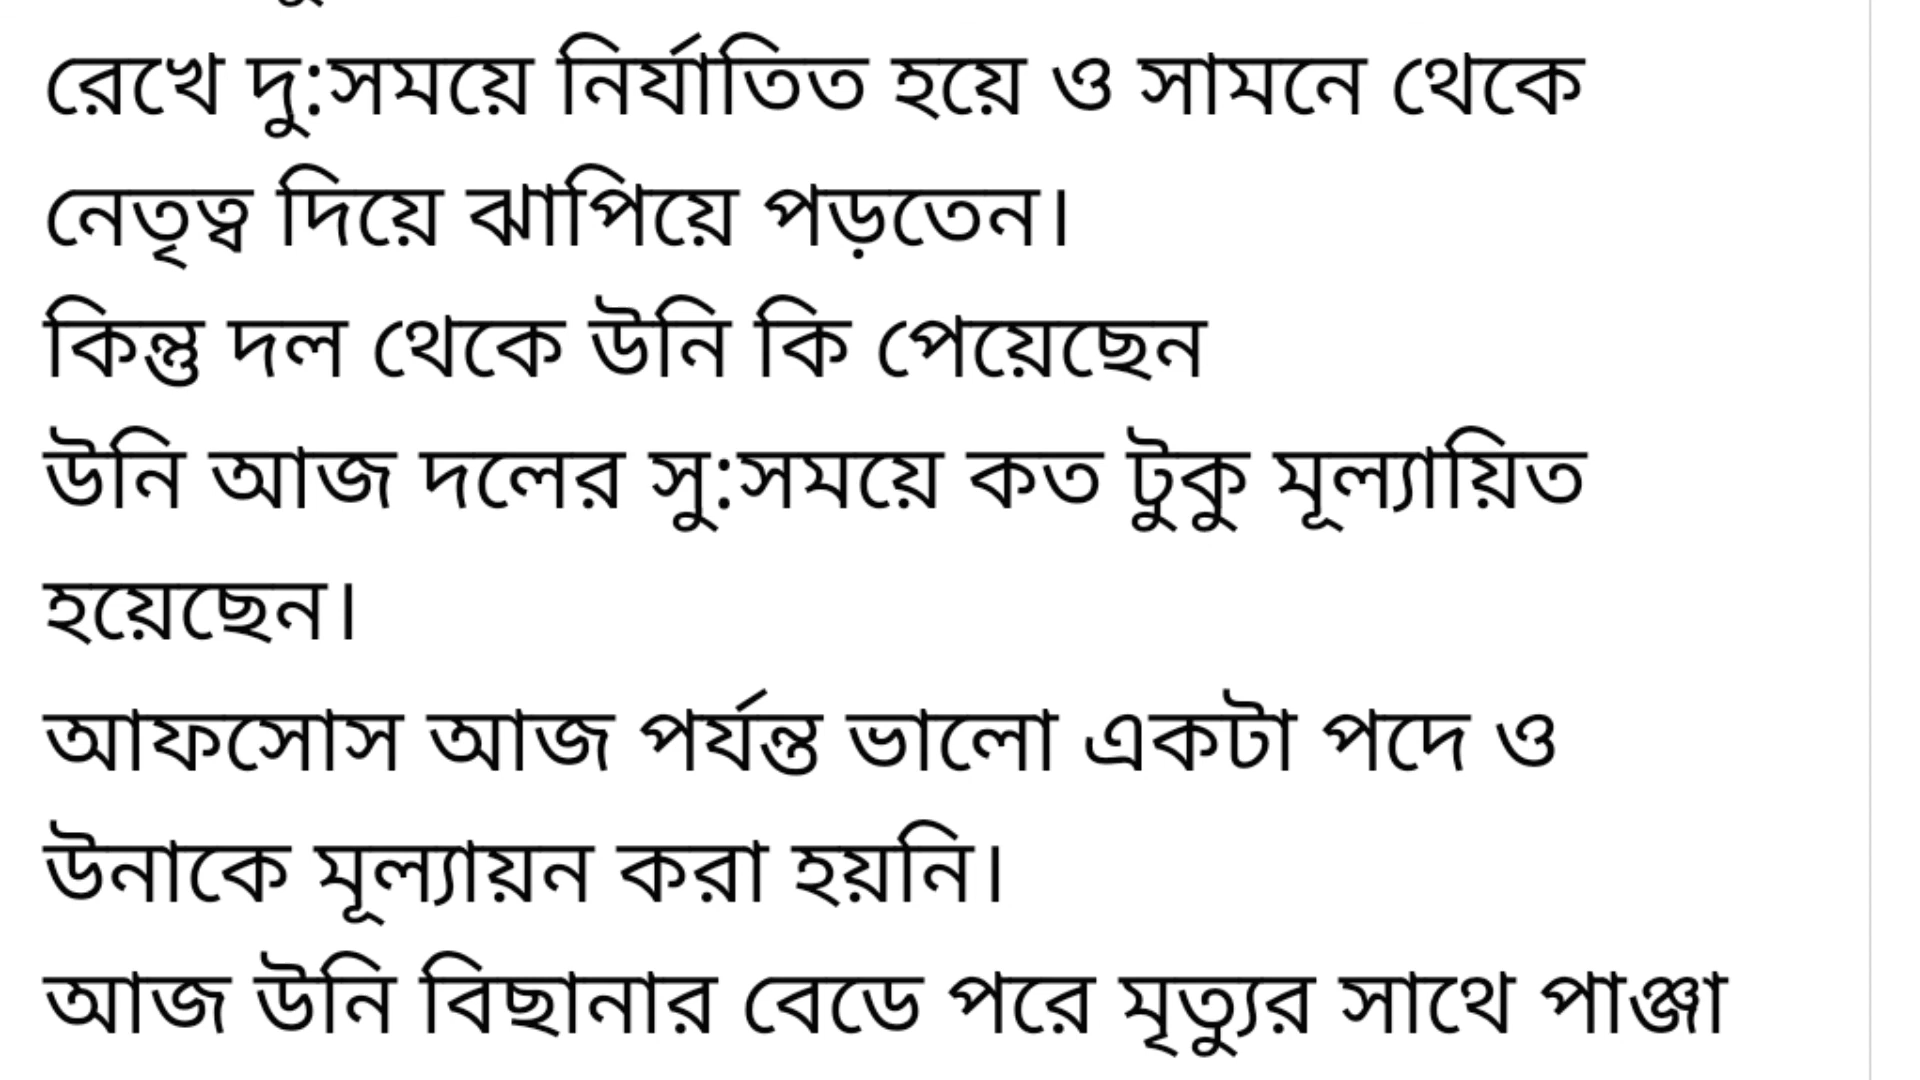 রেখে দু:সময়ে নির্যাতিত হয়ে ও সামনে থেকে
নেতৃত্ব দিয়ে ঝাপিয়ে পড়তেন।
কিন্তু দল থেকে উনি কি পেয়েছেন
উনি আজ দলের সু:সময়ে কত টুকু মূল্যায়িত
হয়েছেন।
আফসোস আজ পর্যন্ত ভালো একটা পদে ও
উনাকে মূল্যায়ন করা হয়নি।
আজ উনি বিছানার বেডে পরে মৃত্যুর সাথে পাঞ্জা